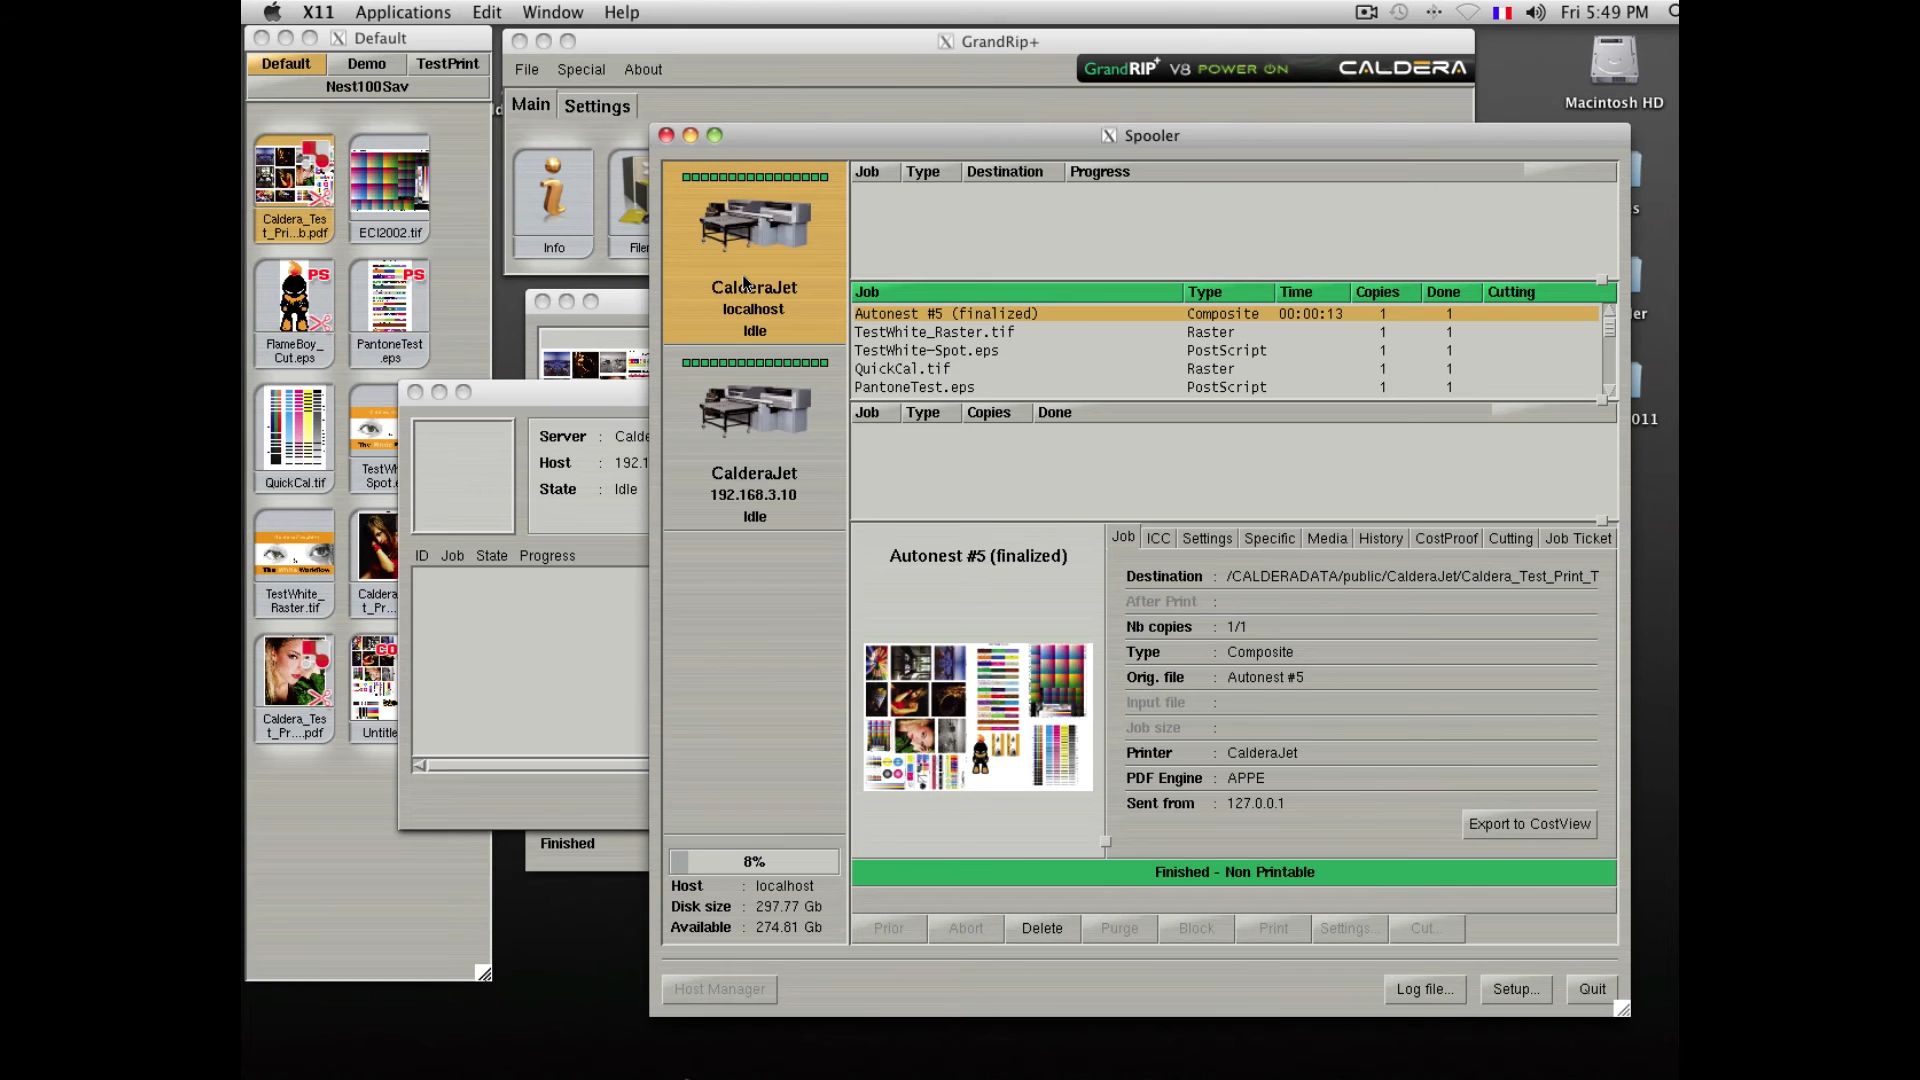 X11 Applications Edit Window Help
Fri 5:49 PM
Macintosh HD
Default
Default Demo TestPrint
Nest100Sav
Caldera_Tes
t_Pri...b.pdf
ECI2002.tif
PS
FlameBoy_
Cut.eps
PS
PantoneTest
.eps
QuickCal.tif
TestWh
Spot.e
TestWhite_
Raster.tif
Caldera
t_Pr...
Caldera_Tes
t_Pr....pdf
CO
Untitle
GrandRip+
File Special About
GrandRIP+ V8 POWER ON CALDERA
Main Settings
Info
Filer
Server : Calde
Host : 192.1
State : Idle
ID Job State Progress
Finished
Spooler
CalderaJet
localhost
Idle
CalderaJet
192.168.3.10
Idle
8%
Host : localhost
Disk size : 297.77 Gb
Available : 274.81 Gb
Job Type Destination Progress
Job Type Time Copies Done Cutting
Autonest #5 (finalized) Composite 00:00:13 1 1
TestWhite_Raster.tif Raster 1 1
TestWhite-Spot.eps PostScript 1 1
QuickCal.tif Raster 1 1
PantoneTest.eps PostScript 1 1
Job Type Copies Done
Autonest #5 (finalized)
Job ICC Settings Specific Media History CostProof Cutting Job Ticket
Destination : /CALDERADATA/public/CalderaJet/Caldera_Test_Print_T
After Print :
Nb copies : 1/1
Type : Composite
Orig. file : Autonest #5
Input file :
Job size :
Printer : CalderaJet
PDF Engine : APPE
Sent from : 127.0.0.1
Export to CostView
Finished - Non Printable
Prior Abort Delete Purge Block Print Settings... Cut...
Host Manager Log file... Setup... Quit
s
er
011